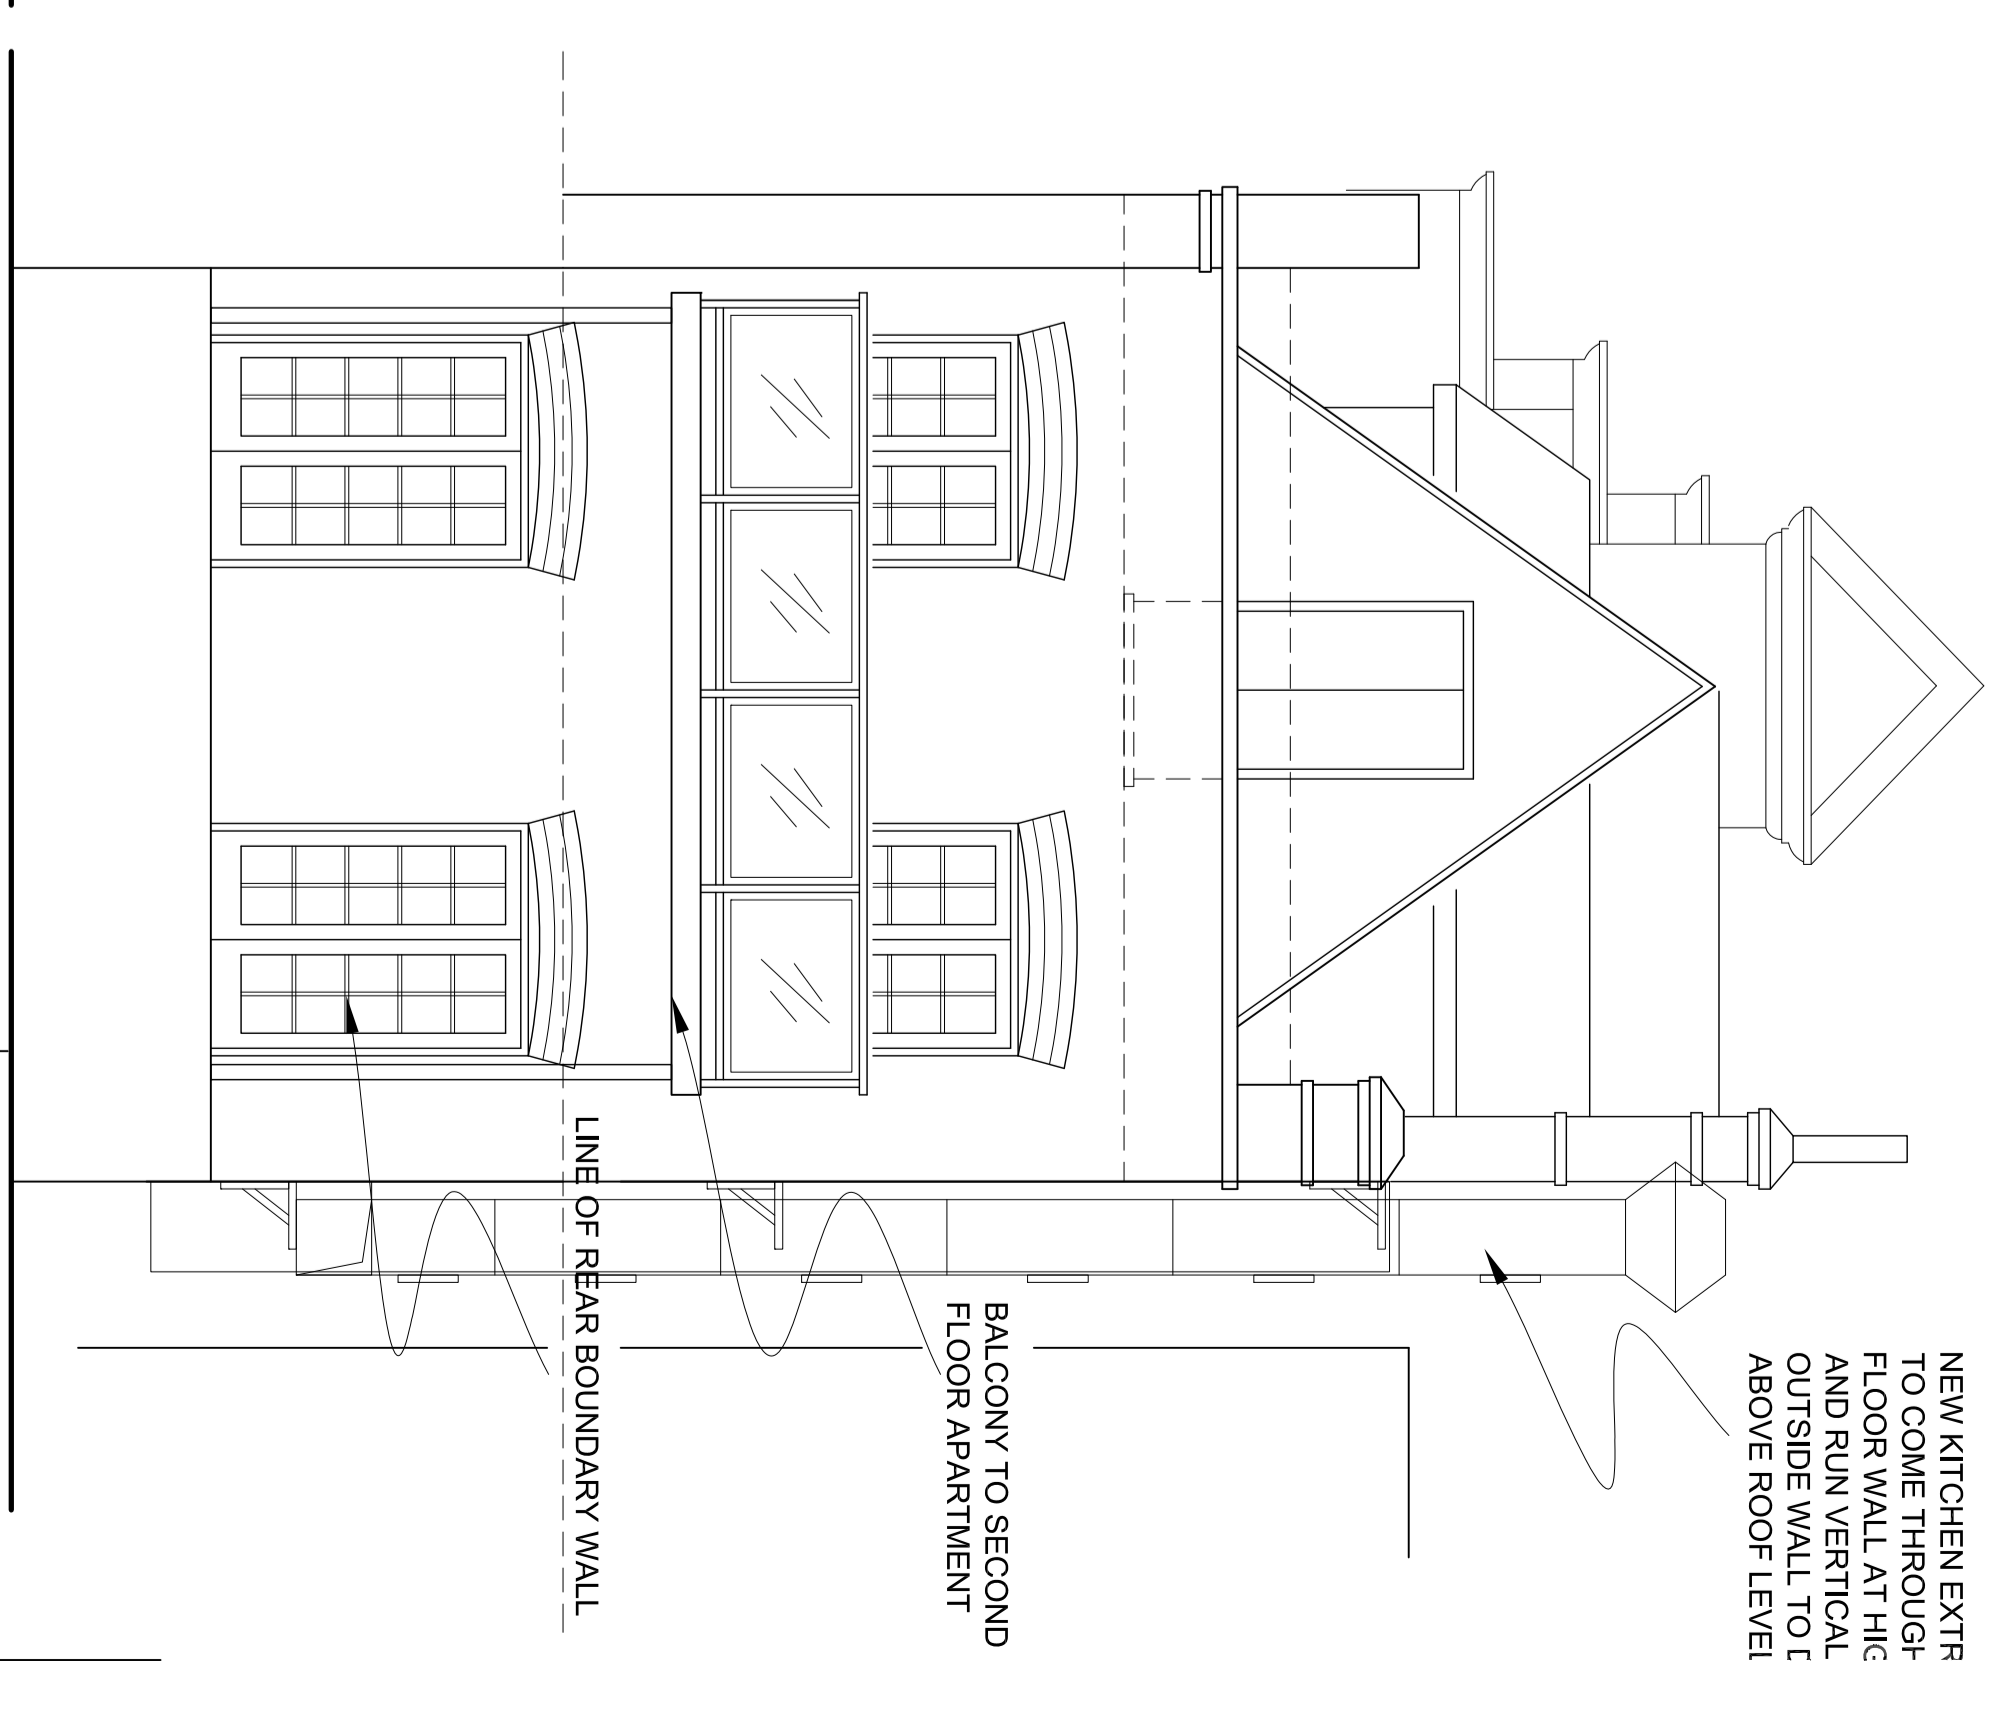 NEW KITCHEN EXTR
TO COME THROUGH
FLOOR WALL AT HIG
AND RUN VERTICAL
OUTSIDE WALL TO
ABOVE ROOF LEVEL
BALCONY TO SECOND
FLOOR APARTMENT
LINE OF REAR BOUNDARY WALL